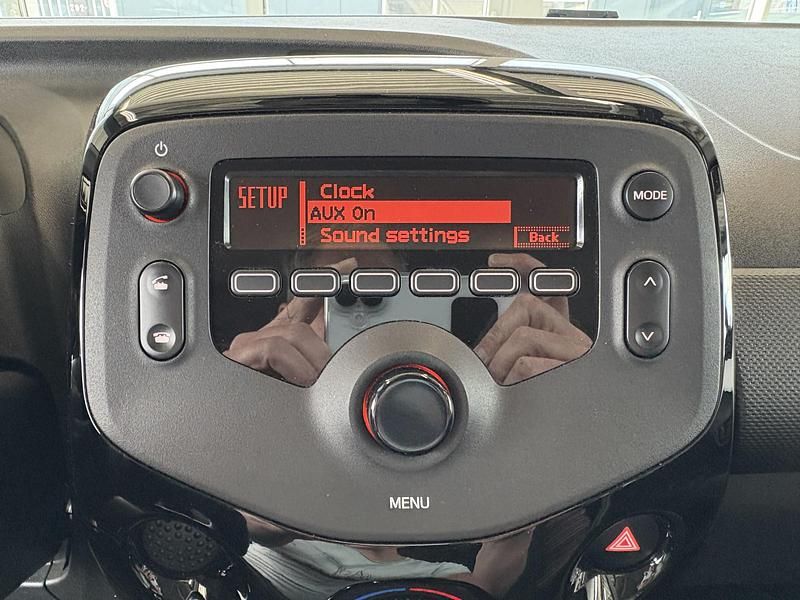 SETUP
Clock
AUX On
Sound settings
Back
MODE
MENU